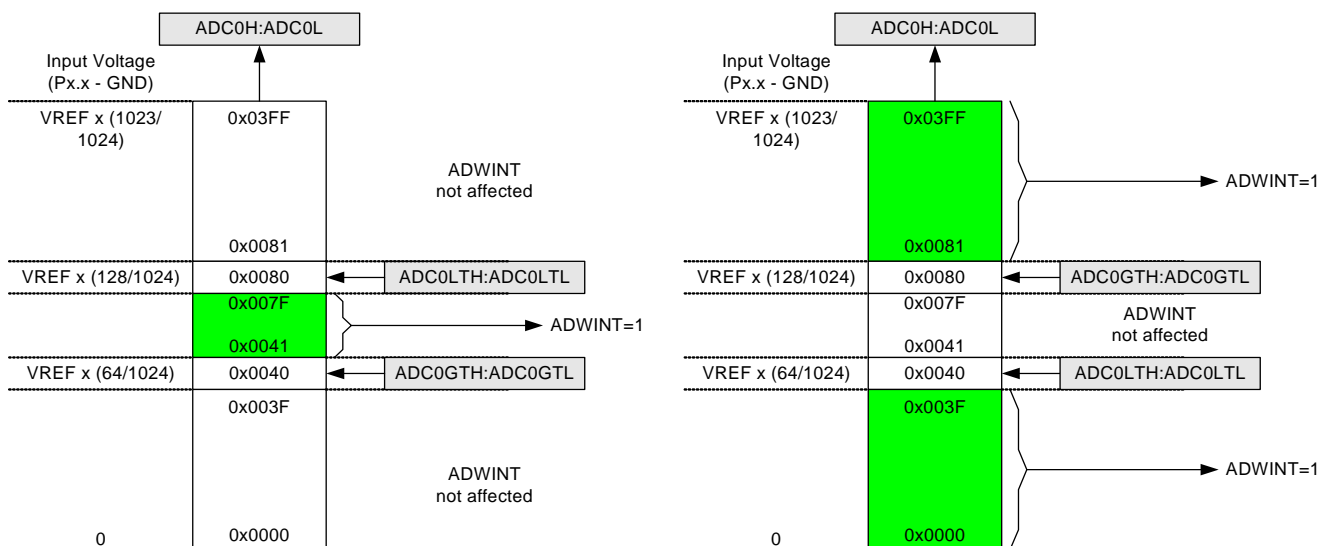 ADC0H:ADC0L
Input Voltage
(Px.x - GND)
VREF x (1023/
1024)
0x03FF
ADWINT
not affected
0x0081
VREF x (128/1024)
0x0080
ADC0LTH:ADC0LTL
0x007F
ADWINT=1
0x0041
VREF x (64/1024)
0x0040
ADC0GTH:ADC0GTL
0x003F
ADWINT
not affected
0
0x0000
ADC0H:ADC0L
Input Voltage
(Px.x - GND)
VREF x (1023/
1024)
0x03FF
ADWINT=1
0x0081
VREF x (128/1024)
0x0080
ADC0GTH:ADC0GTL
0x007F
ADWINT
not affected
0x0041
VREF x (64/1024)
0x0040
ADC0LTH:ADC0LTL
0x003F
ADWINT=1
0
0x0000